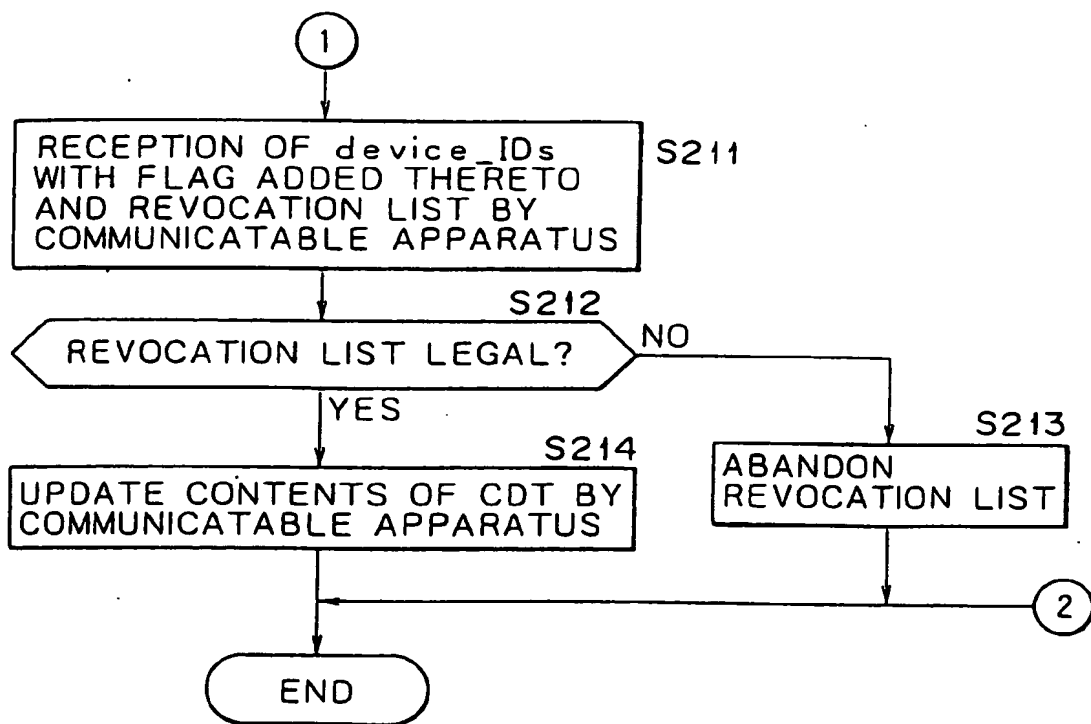 1
RECEPTION OF device_IDs
WITH FLAG ADDED THERETO
AND REVOCATION LIST BY
COMMUNICATABLE APPARATUS
S211
S212
REVOCATION LIST LEGAL?
NO
YES
S213
ABANDON
REVOCATION LIST
S214
UPDATE CONTENTS OF CDT BY
COMMUNICATABLE APPARATUS
2
END